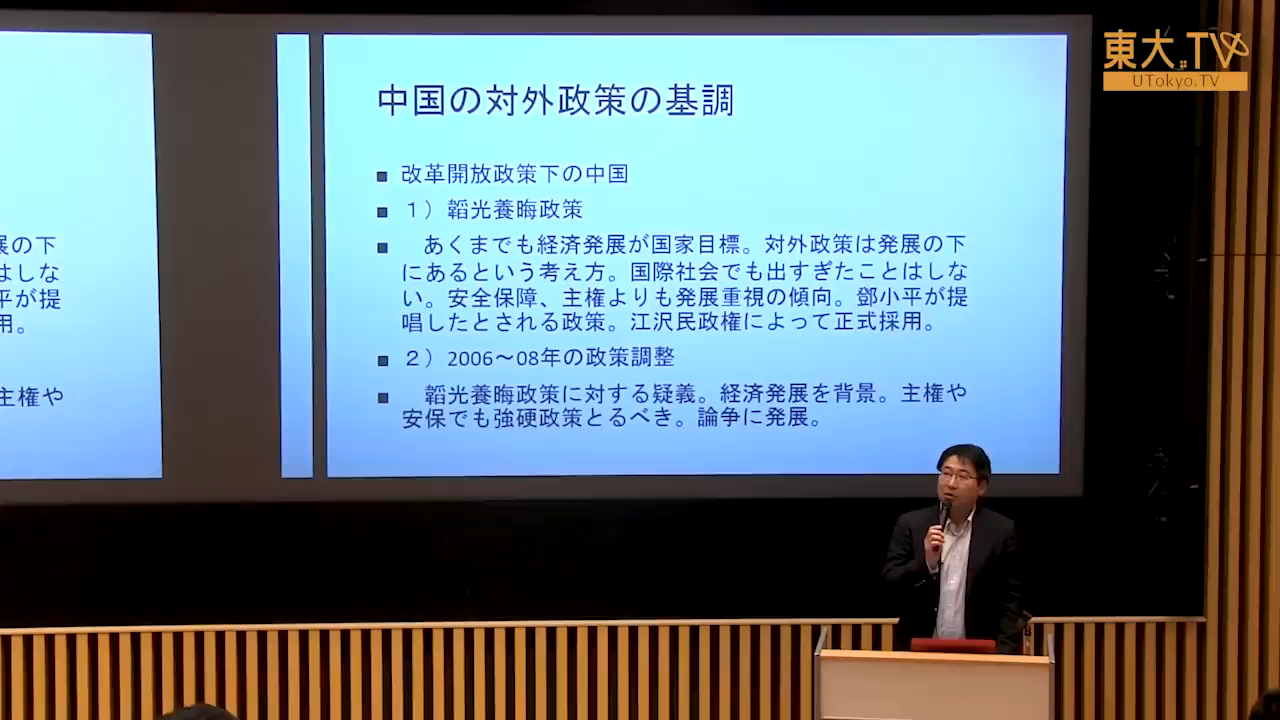 展の下
はしな
平が提
用。
主権や
中国の対外政策の基調
■ 改革開放政策下の中国
■ １）韜光養晦政策
■ あくまでも経済発展が国家目標。対外政策は発展の下
にあるという考え方。国際社会でも出すぎたことはしな
い。安全保障、主権よりも発展重視の傾向。鄧小平が提
唱したとされる政策。江沢民政権によって正式採用。
■ ２）2006～08年の政策調整
■ 韜光養晦政策に対する疑義。経済発展を背景。主権や
安保でも強硬政策とるべき。論争に発展。
東大TV
UTokyo.TV